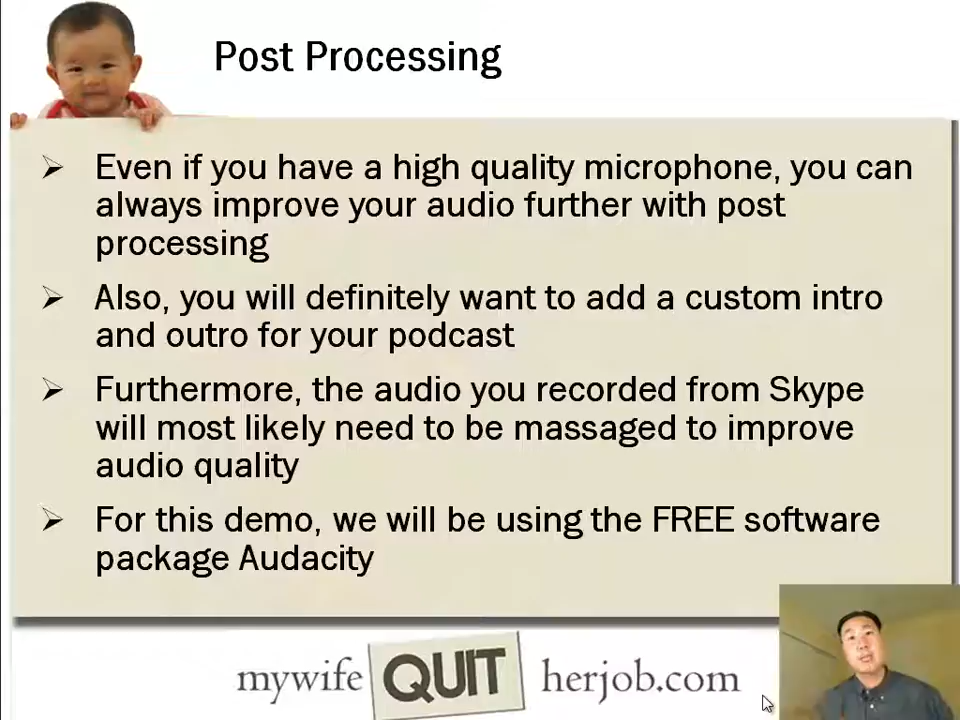 Post Processing
Even if you have a high quality microphone, you can
always improve your audio further with post
processing
Also, you will definitely want to add a custom intro
and outro for your podcast
Furthermore, the audio you recorded from Skype
will most likely need to be massaged to improve
audio quality
For this demo, we will be using the FREE software
package Audacity
mywife QUIT herjob.com